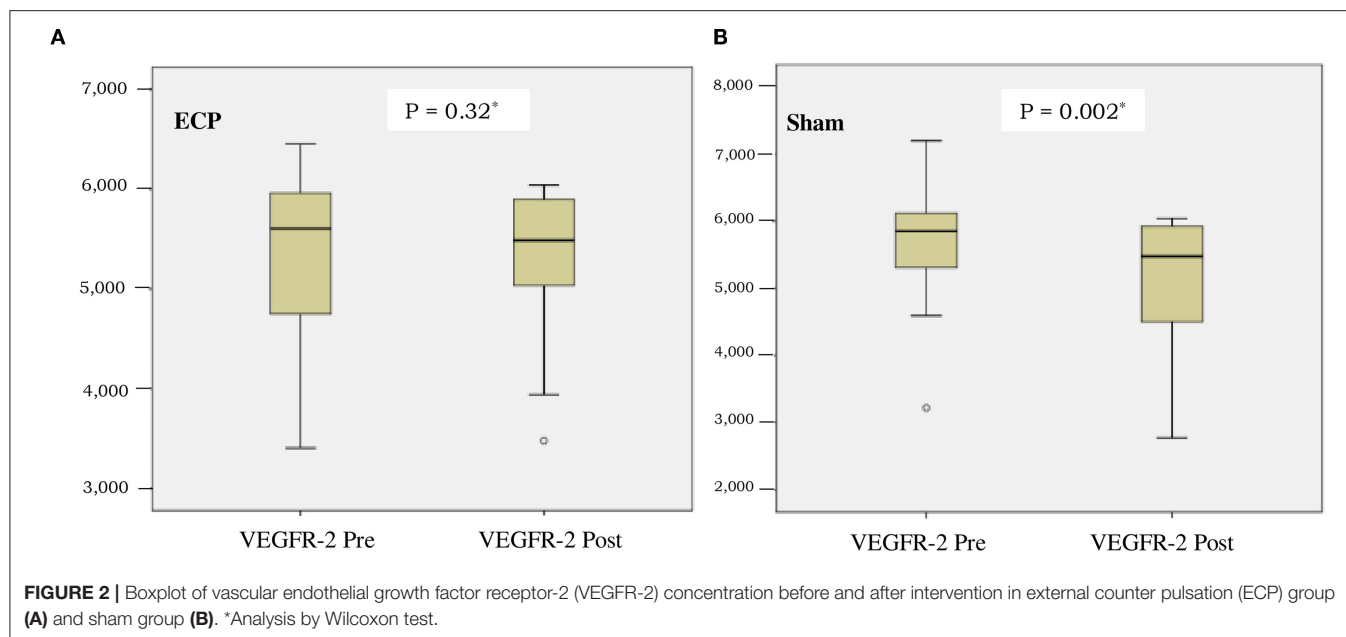 A
7,000
6,000
5,000
4,000
3,000
ECP
P = 0.32*
VEGFR-2 Pre VEGFR-2 Post
B
8,000
7,000
6,000
5,000
4,000
3,000
2,000
Sham
P = 0.002*
VEGFR-2 Pre VEGFR-2 Post
FIGURE 2 | Boxplot of vascular endothelial growth factor receptor-2 (VEGFR-2) concentration before and after intervention in external counter pulsation (ECP) group
(A) and sham group (B). *Analysis by Wilcoxon test.